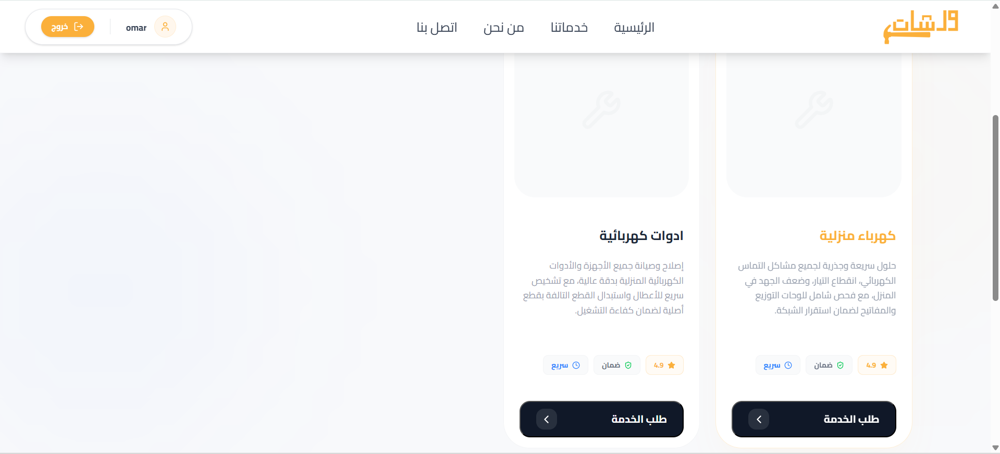 ورشات
الرئيسية
خدماتنا
من نحن
اتصل بنا
omar
خروج
كهرباء منزلية
حلول سريعة وجذرية لجميع مشاكل التماس
الكهربائي، انقطاع التيار، وضعف الجهد في
المنزل، مع فحص شامل للوحات التوزيع
والمفاتيح لضمان استقرار الشبكة.
4.9
ضمان
سريع
طلب الخدمة
ادوات كهربائية
إصلاح وصيانة جميع الأجهزة والأدوات
الكهربائية المنزلية بدقة عالية، مع تشخيص
سريع للأعطال واستبدال القطع التالفة بقطع
أصلية لضمان كفاءة التشغيل.
4.9
ضمان
سريع
طلب الخدمة